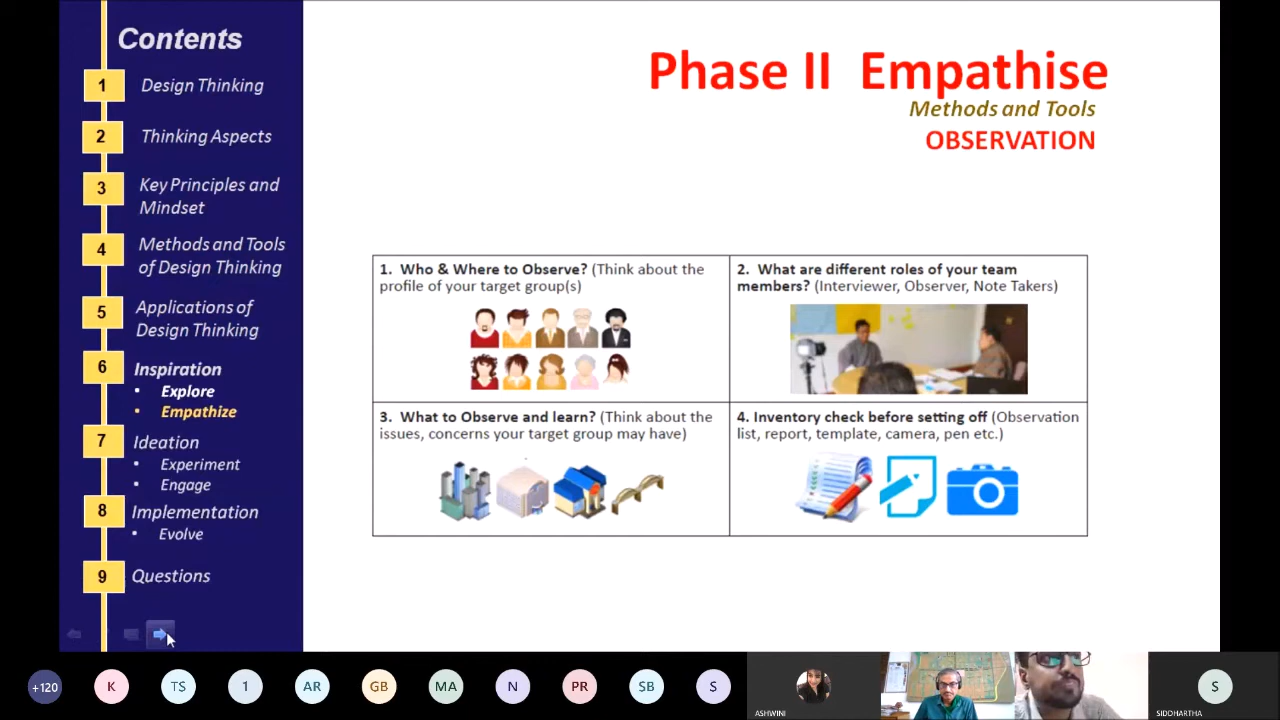 Contents
1
Design Thinking
2
Thinking Aspects
3
Key Principles and
Mindset
4
Methods and Tools
of Design Thinking
5
Applications of
Design Thinking
6
Inspiration
• Explore
• Empathize
7
Ideation
• Experiment
• Engage
8
Implementation
• Evolve
9
Questions
Phase II Empathise
Methods and Tools
OBSERVATION
1. Who & Where to Observe? (Think about the
profile of your target group(s)
2. What are different roles of your team
members? (Interviewer, Observer, Note Takers)
3. What to Observe and learn? (Think about the
issues, concerns your target group may have)
4. Inventory check before setting off (Observation
list, report, template, camera, pen etc.)
+120
K
TS
1
AR
GB
MA
N
PR
SB
S
ASHWINI
S
SIDDHARTHA